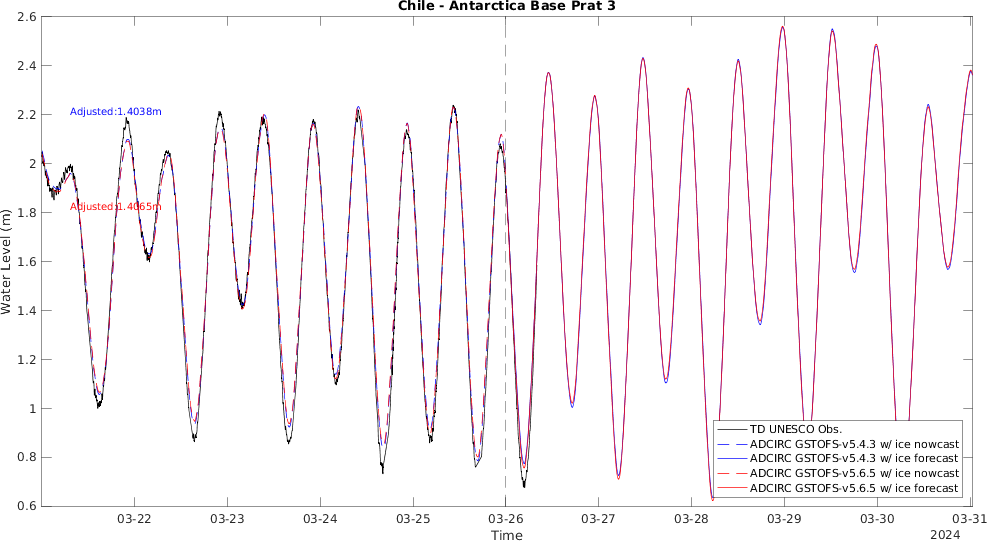 Chile - Antarctica Base Prat 3
2.6
2.4
2.2
2
1.8
1.6
1.4
1.2
1
0.8
0.6
Water Level (m)
Adjusted:1.4038m
Adjusted:1.4065m
TD UNESCO Obs.
ADCIRC GSTOFS-v5.4.3 w/ ice nowcast
ADCIRC GSTOFS-v5.4.3 w/ ice forecast
ADCIRC GSTOFS-v5.6.5 w/ ice nowcast
ADCIRC GSTOFS-v5.6.5 w/ ice forecast
03-22 03-23 03-24 03-25 03-26 03-27 03-28 03-29 03-30 03-31
Time
2024